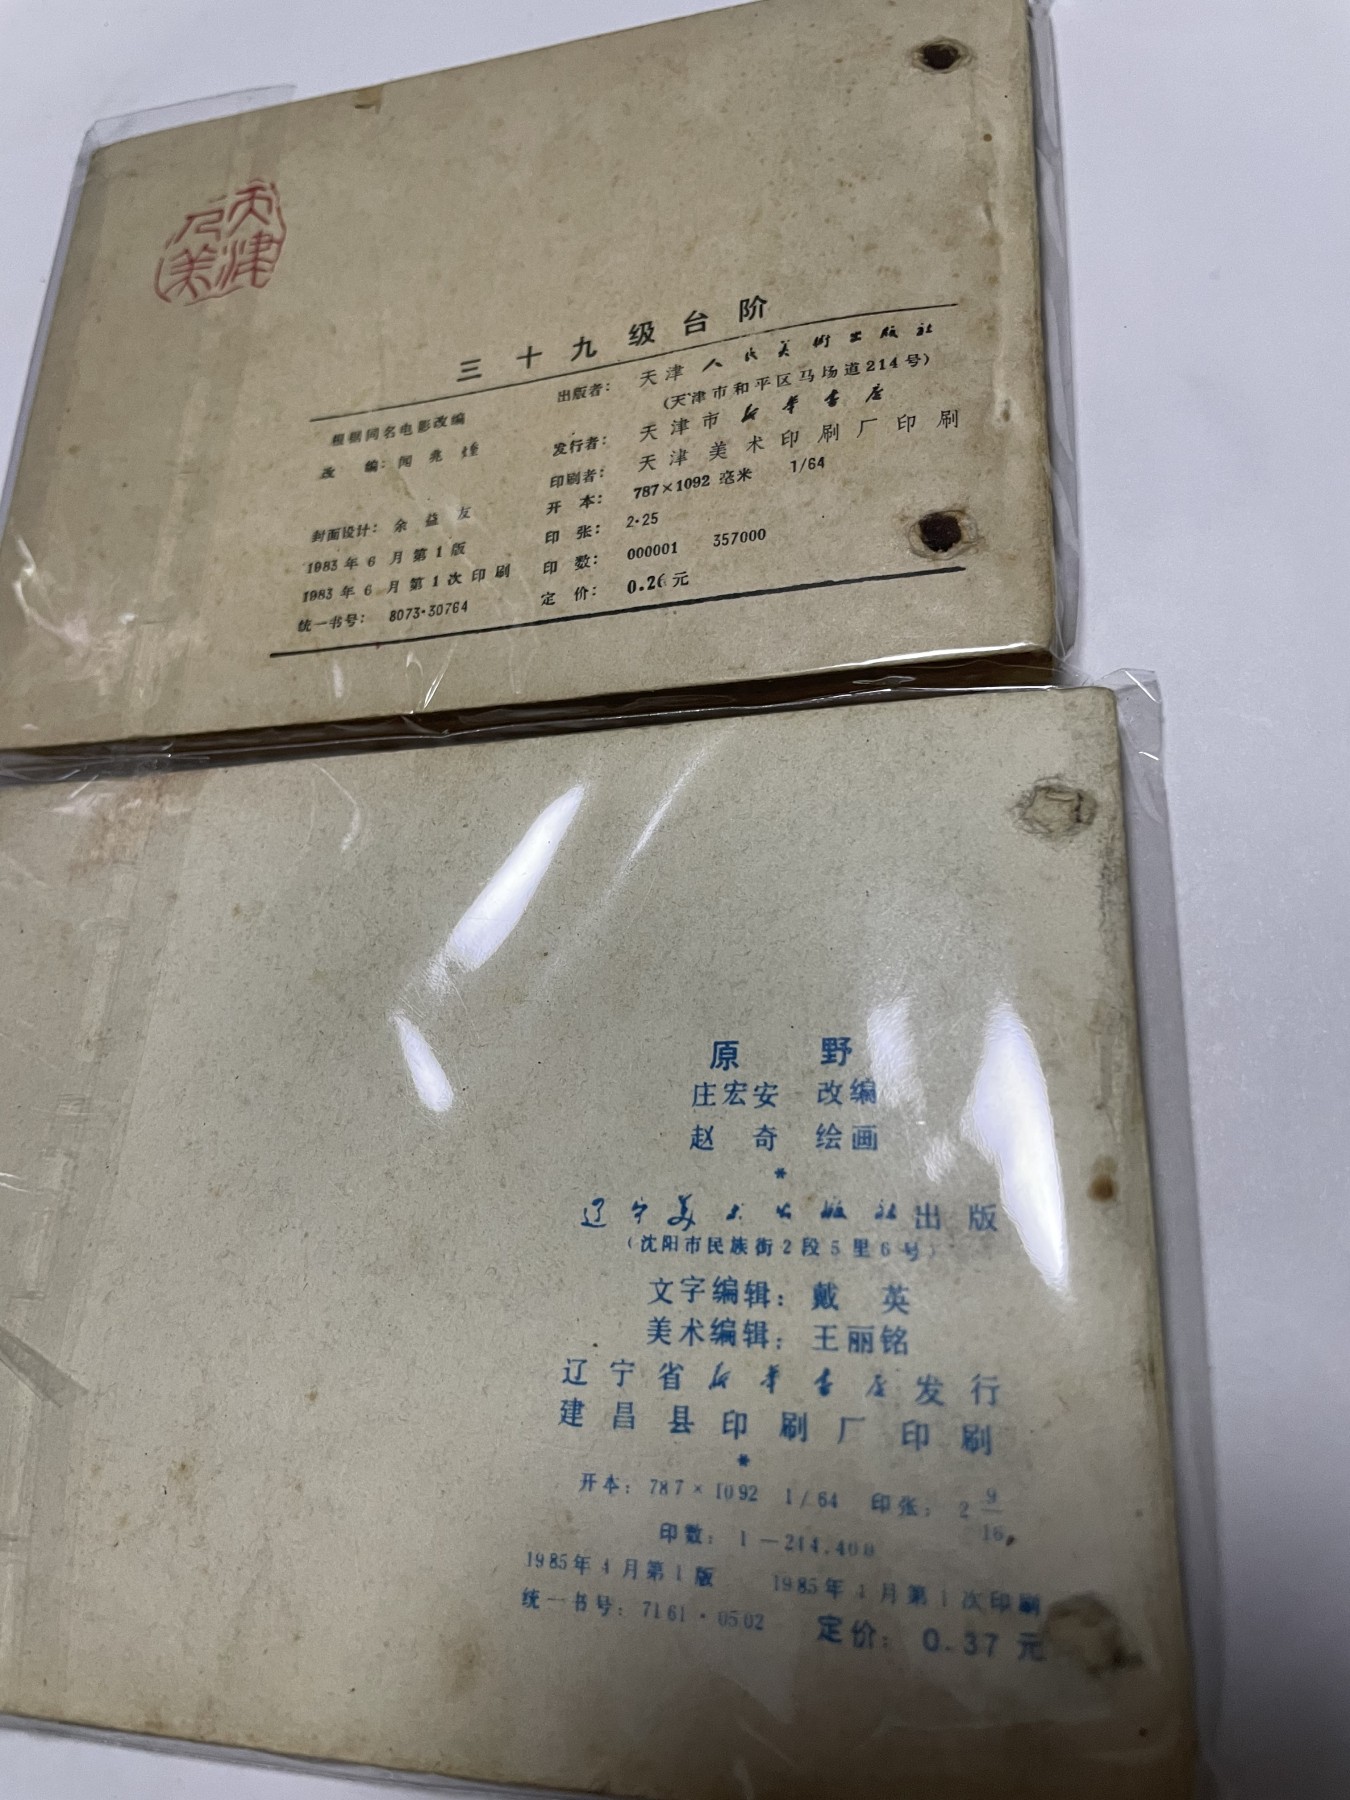 天津
人美
三十九级台阶
根据同名电影改编
改 编：闻兆
封面设计：余益友
1983年6月第1版
1983年6月第1次印刷
统一书号：8073·30764
出版者：天津人民美術出版社
(天津市和平区马场道214号)
发行者：天津市新華書店
印刷者：天津美术印刷厂印刷
开 本：787×1092 毫米 1/64
印 张：2·25
印 数：000001 357000
定 价：0.26元
原 野
庄宏安 改编
赵 奇 绘画
*
辽宁美术出版社出版
(沈阳市民族街2段5里6号)
文字编辑：戴 英
美术编辑：王丽铭
辽宁省新華書店发行
建昌县印刷厂印刷
*
开本：787×1092 1/64 印张：2 9/16
印数：1—214,400
1985年4月第1版 1985年4月第1次印刷
统一书号：7161·0502 定价：0.37元